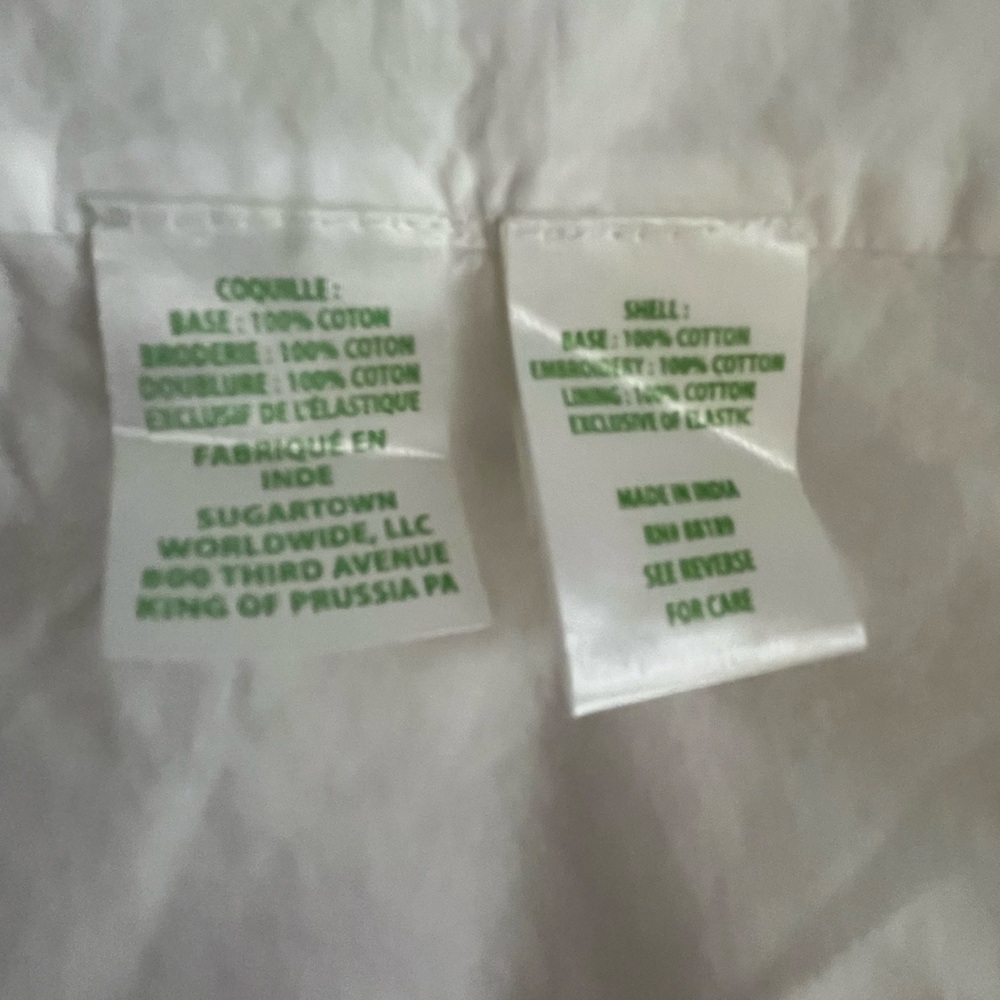 COQUILLE :
BASE : 100% COTON
BRODERIE : 100% COTON
DOUBLURE : 100% COTON
EXCLUSIF DE L'ÉLASTIQUE
FABRIQUÉ EN
INDE
SUGARTOWN
WORLDWIDE, LLC
800 THIRD AVENUE
KING OF PRUSSIA PA
SHELL :
BASE : 100% COTTON
EMBROIDERY : 100% COTTON
LINING : 100% COTTON
EXCLUSIVE OF ELASTIC
MADE IN INDIA
RN# 88189
SEE REVERSE
FOR CARE